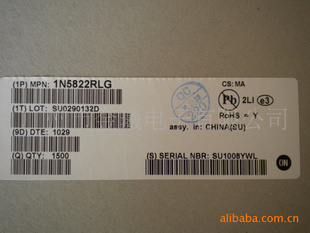 (1P) MPN: 1N5822RLG
CS: MA
Pb 2LI e3
(1T) LOT: SU0290132D
RoHS = Y
assy. in: CHINA(SU)
(9D) DTE: 1029
(Q) QTY: 1500
(S) SERIAL NBR: SU1008YWL
ON
alibaba.com.cn